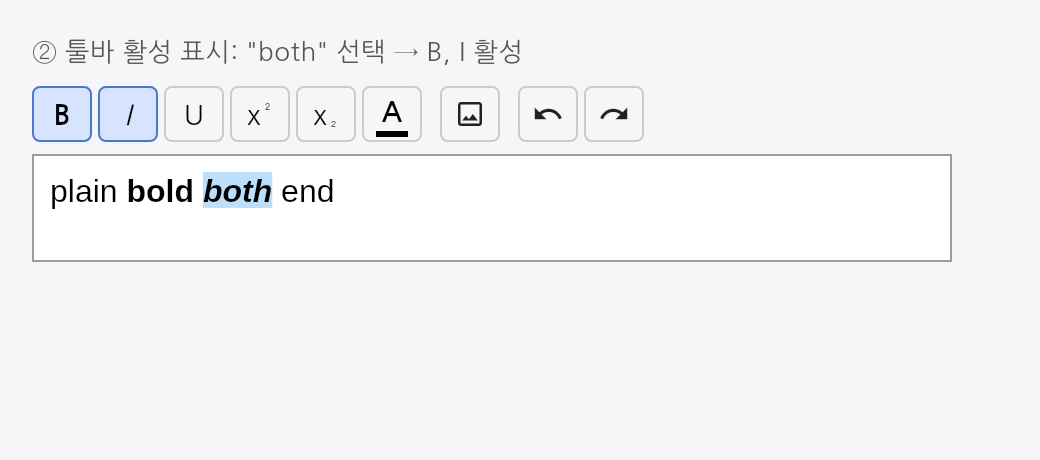 ② 툴바 활성 표시: "both" 선택 → B, I 활성
B I U x² x₂ A
plain bold both end